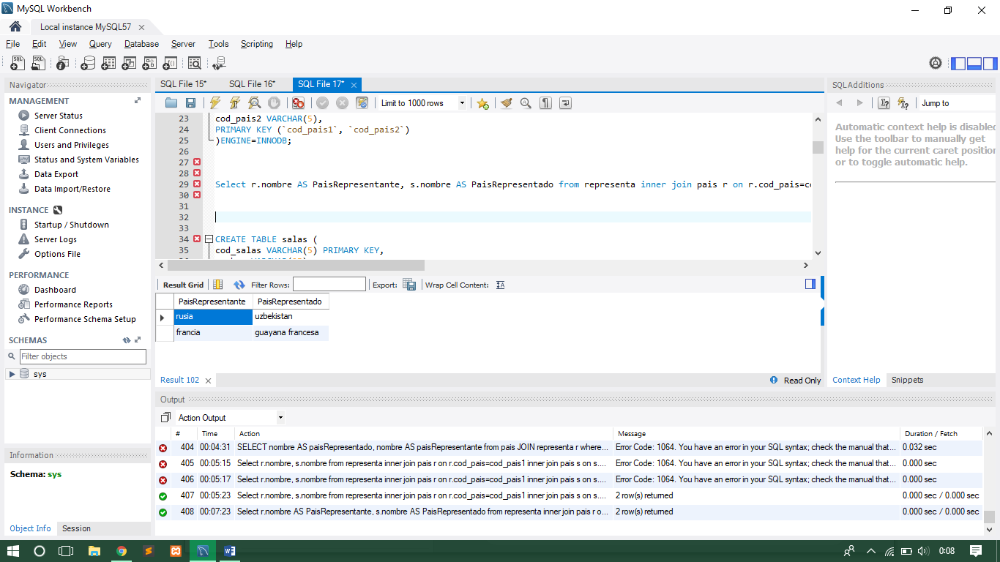 MySQL Workbench
Local instance MySQL57
File Edit View Query Database Server Tools Scripting Help
Navigator
MANAGEMENT
Server Status
Client Connections
Users and Privileges
Status and System Variables
Data Export
Data Import/Restore
INSTANCE
Startup / Shutdown
Server Logs
Options File
PERFORMANCE
Dashboard
Performance Reports
Performance Schema Setup
SCHEMAS
Filter objects
sys
Information
Schema: sys
Object Info Session
SQL File 15* SQL File 16* SQL File 17*
Limit to 1000 rows
23 cod_pais2 VARCHAR(5),
24 PRIMARY KEY (`cod_pais1`, `cod_pais2`)
25 )ENGINE=INNODB;
26
27
28
29 Select r.nombre AS PaisRepresentante, s.nombre AS PaisRepresentado from representa inner join pais r on r.cod_pais=co
30
31
32
33
34 CREATE TABLE salas (
35 cod_salas VARCHAR(5) PRIMARY KEY,
Result Grid Filter Rows: Export: Wrap Cell Content:
PaisRepresentante PaisRepresentado
rusia uzbekistan
francia guayana francesa
Result 102
Read Only
SQLAdditions
Jump to
Automatic context help is disabled
Use the toolbar to manually get
help for the current caret position
or to toggle automatic help.
Context Help Snippets
Output
Action Output
# Time Action Message Duration / Fetch
404 00:04:31 SELECT nombre AS paisRepresentado, nombre AS paisRepresentante from pais JOIN representa r where... Error Code: 1064. You have an error in your SQL syntax; check the manual that... 0.032 sec
405 00:05:15 Select r.nombre, s.nombre from representa inner join pais r on r.cod_pais=cod_pais1 inner join pais s on s.... Error Code: 1064. You have an error in your SQL syntax; check the manual that... 0.000 sec
406 00:05:17 Select r.nombre, s.nombre from representa inner join pais r on r.cod_pais=cod_pais1 inner join pais s on s.... Error Code: 1064. You have an error in your SQL syntax; check the manual that... 0.000 sec
407 00:05:23 Select r.nombre, s.nombre from representa inner join pais r on r.cod_pais=cod_pais1 inner join pais s on s.... 2 row(s) returned 0.000 sec / 0.000 sec
408 00:07:23 Select r.nombre AS PaisRepresentante, s.nombre AS PaisRepresentado from representa inner join pais r o... 2 row(s) returned 0.000 sec / 0.000 sec
0:08